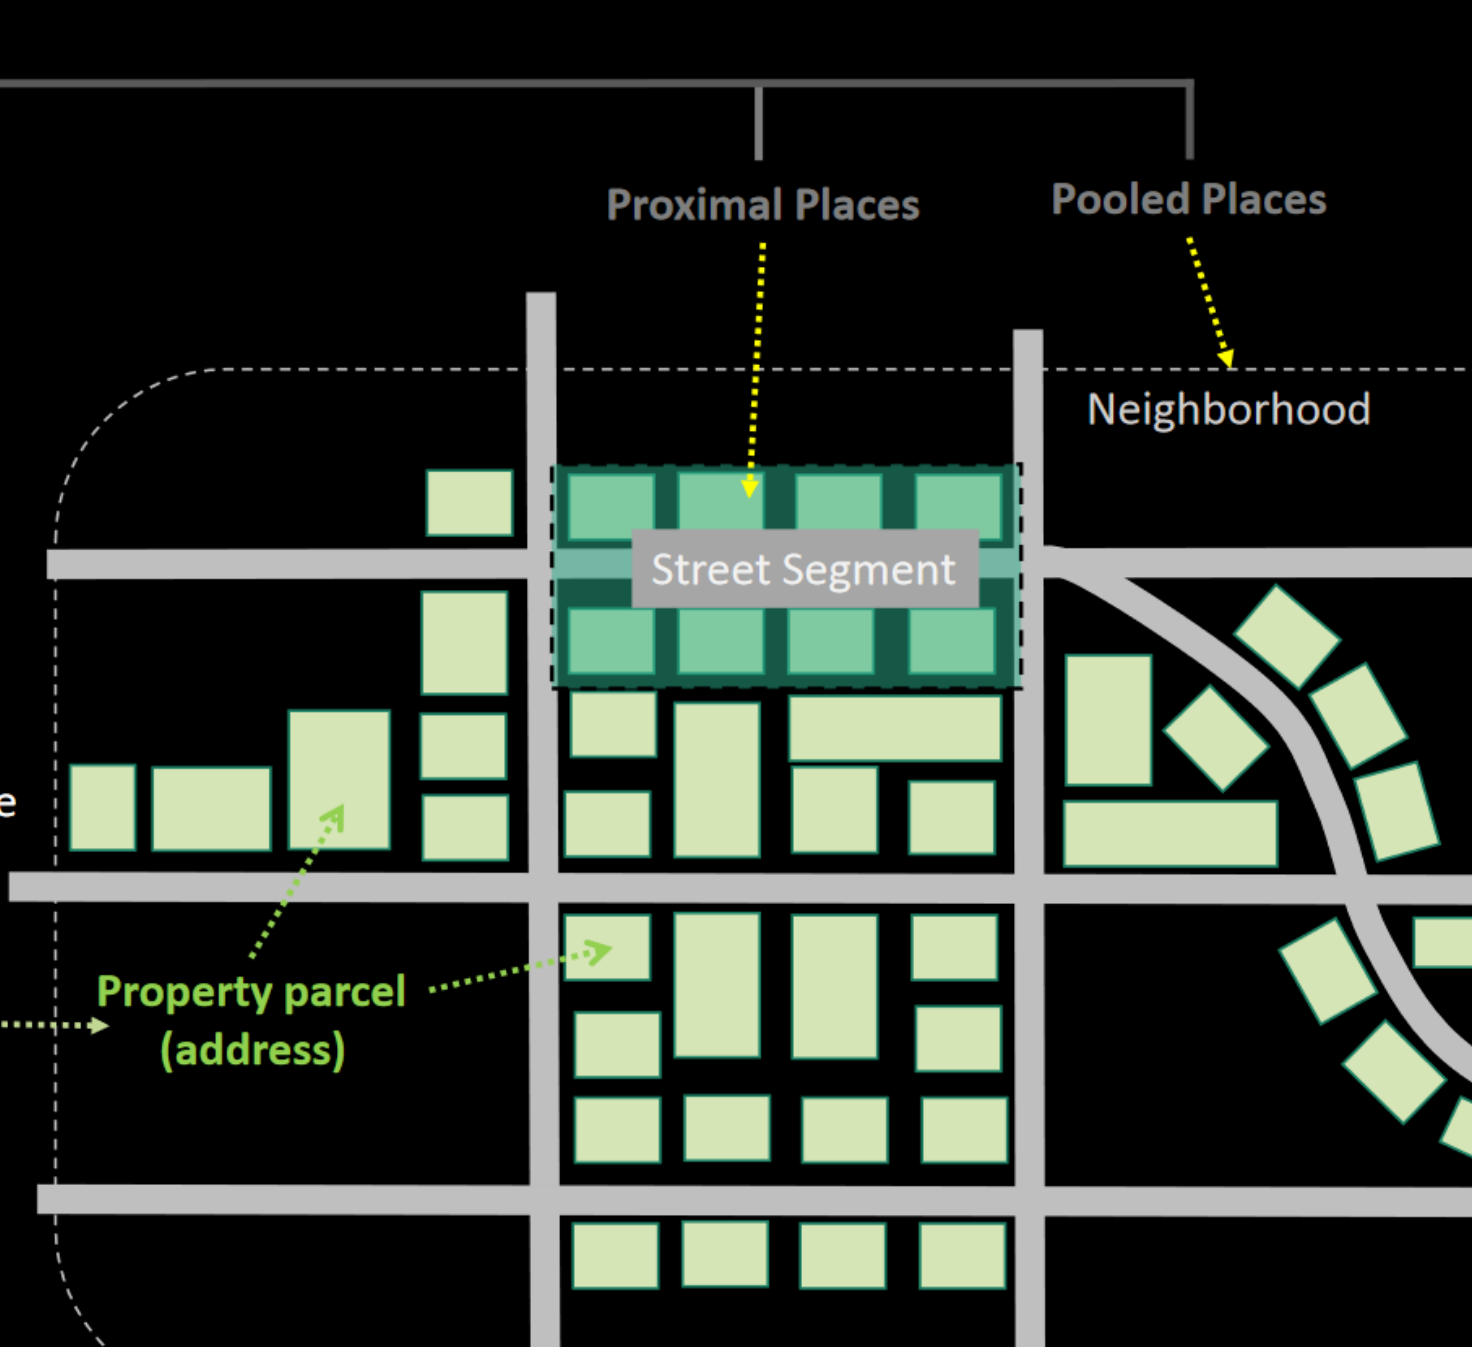 Proximal Places
Pooled Places
Neighborhood
Street Segment
e
Property parcel
(address)